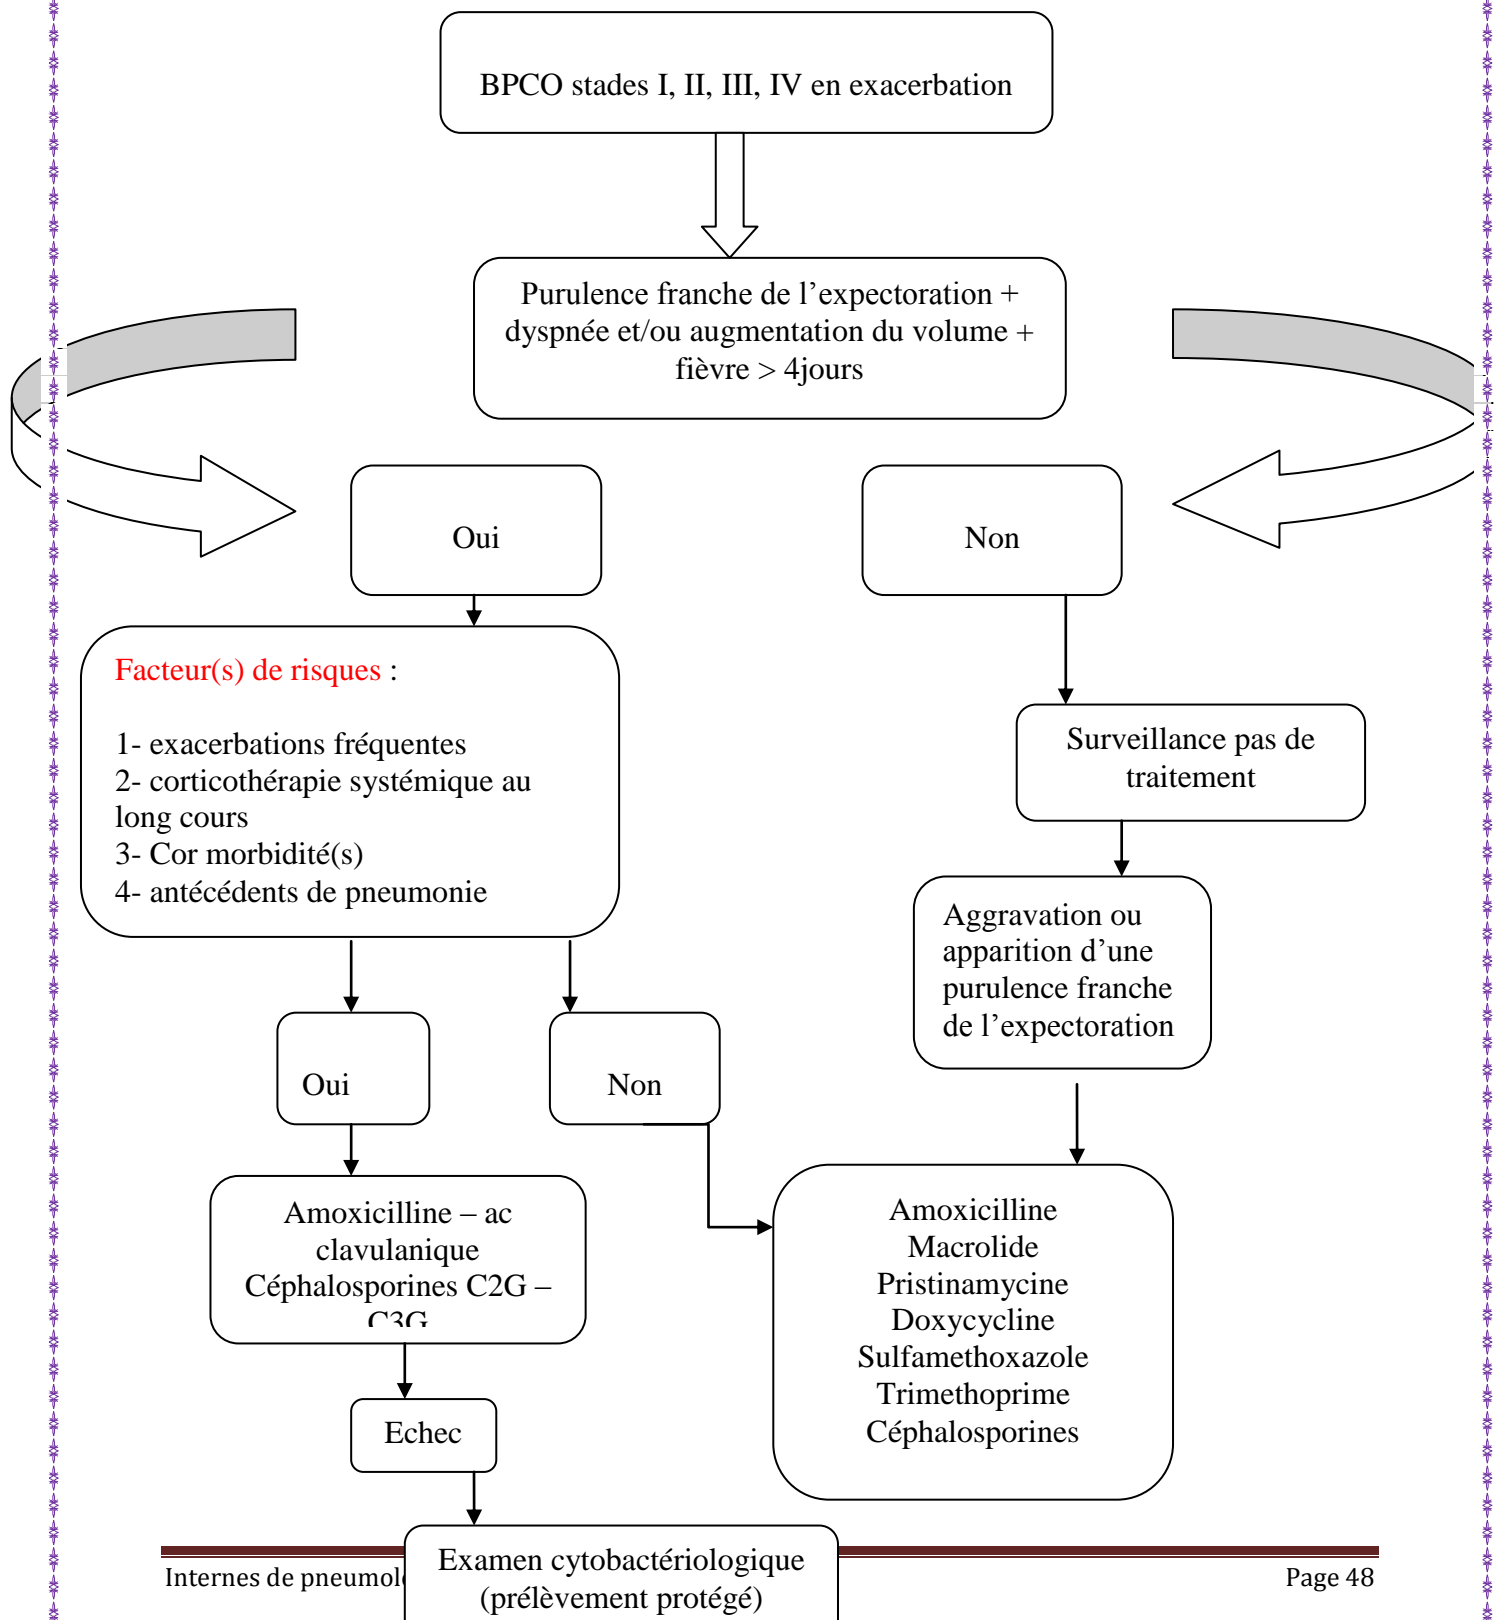 BPCO stades I, II, III, IV en exacerbation
Purulence franche de l’expectoration +
dyspnée et/ou augmentation du volume +
fièvre > 4jours
Oui
Non
Facteur(s) de risques :
1- exacerbations fréquentes
2- corticothérapie systémique au
long cours
3- Cor morbidité(s)
4- antécédents de pneumonie
Surveillance pas de
traitement
Aggravation ou
apparition d’une
purulence franche
de l’expectoration
Oui
Non
Amoxicilline – ac
clavulanique
Céphalosporines C2G –
C3G
Amoxicilline
Macrolide
Pristinamycine
Doxycycline
Sulfamethoxazole
Trimethoprime
Céphalosporines
Echec
Examen cytobactériologique
(prélèvement protégé)
Internes de
Page 48